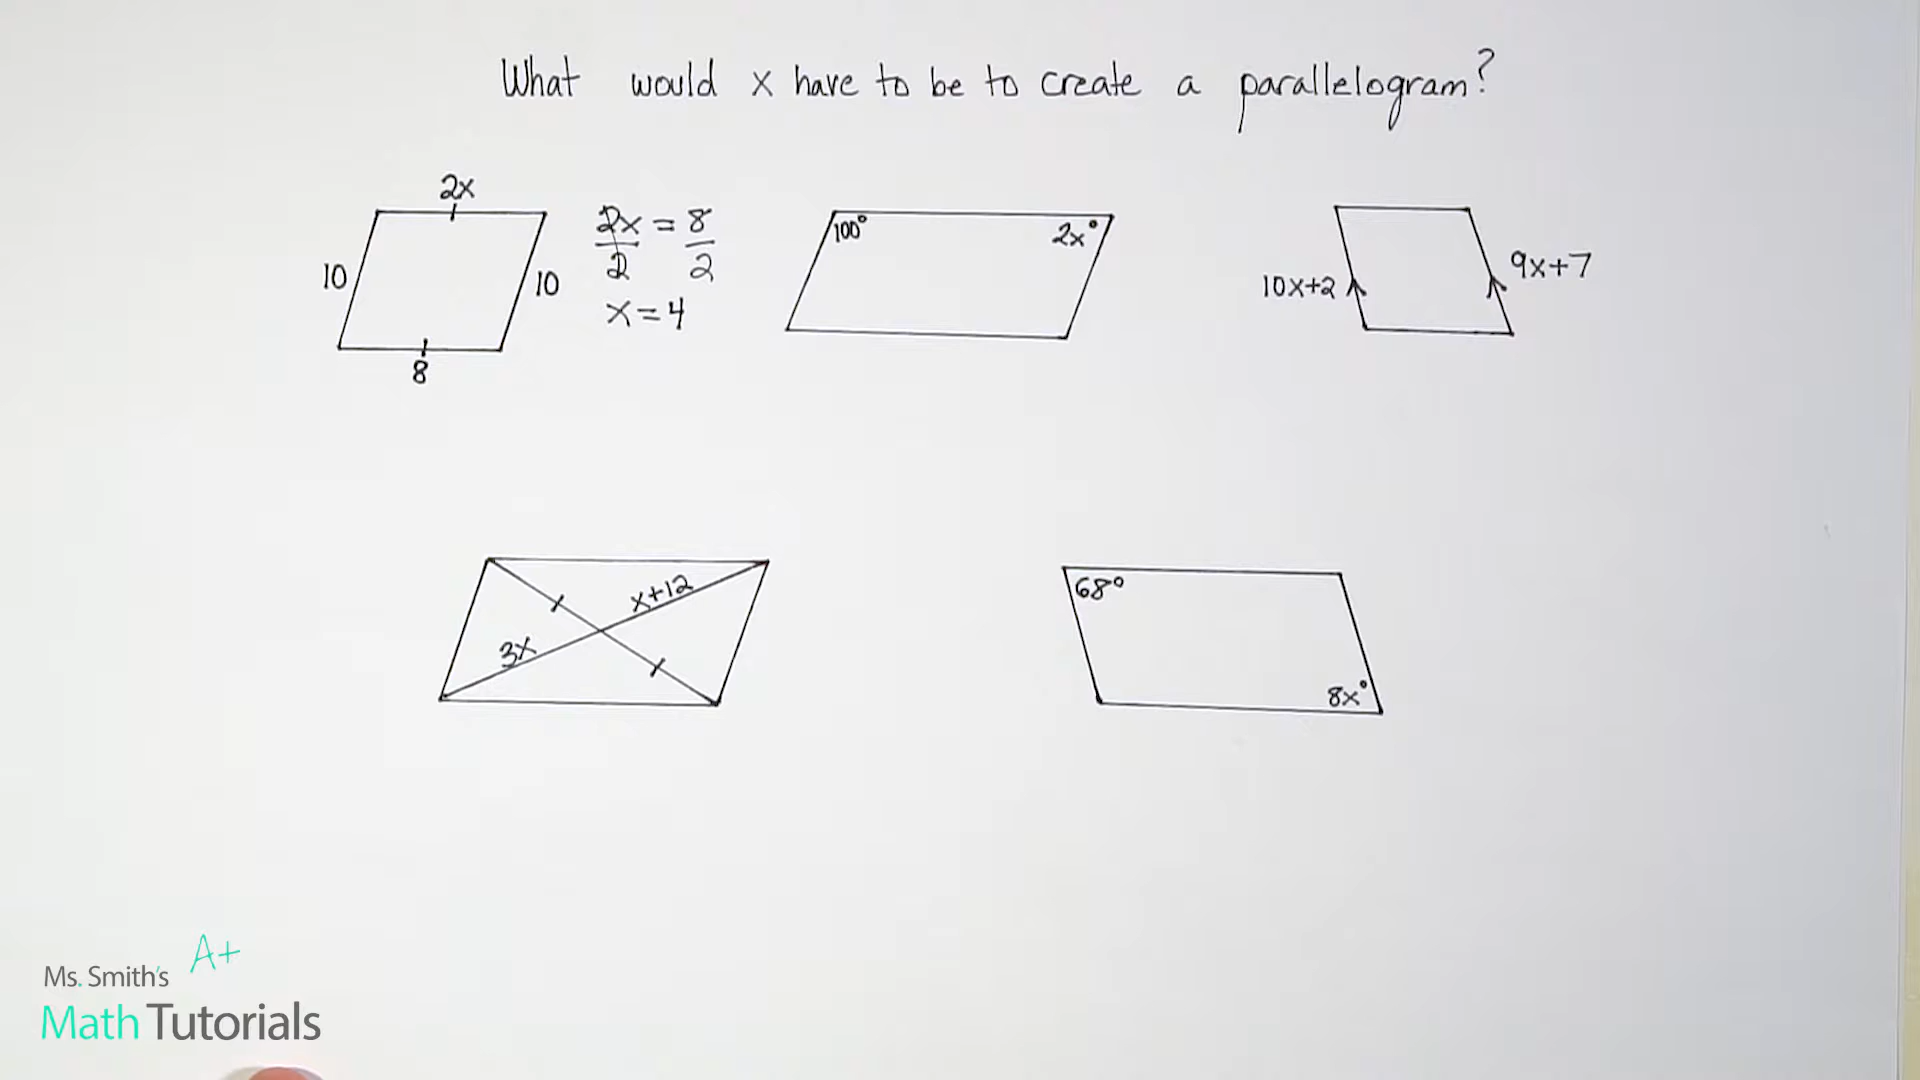 What would x have to be to create a parallelogram?
2x
10
10
8
2x = 8
2 2
x = 4
100°
2x°
10x+2
9x+7
3x
x+12
68°
8x°
A+
Ms. Smith's
Math Tutorials